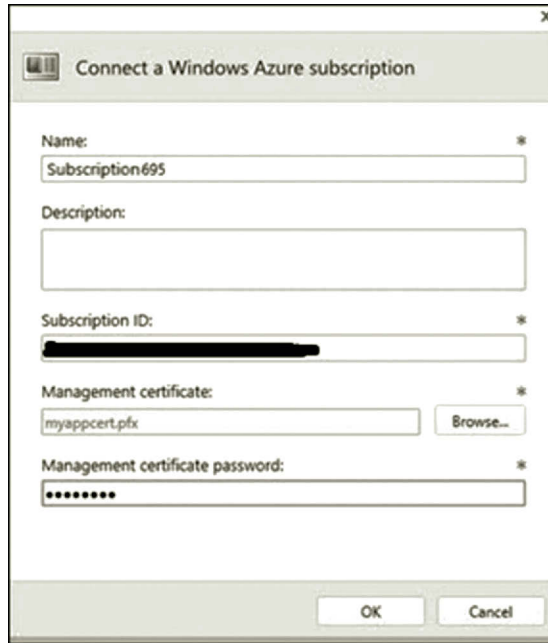 x
Connect a Windows Azure subscription
Name: *
Subscription695
Description:
Subscription ID: *
Management certificate: *
myappcert.pfx
Browse...
Management certificate password: *
••••••••
OK
Cancel